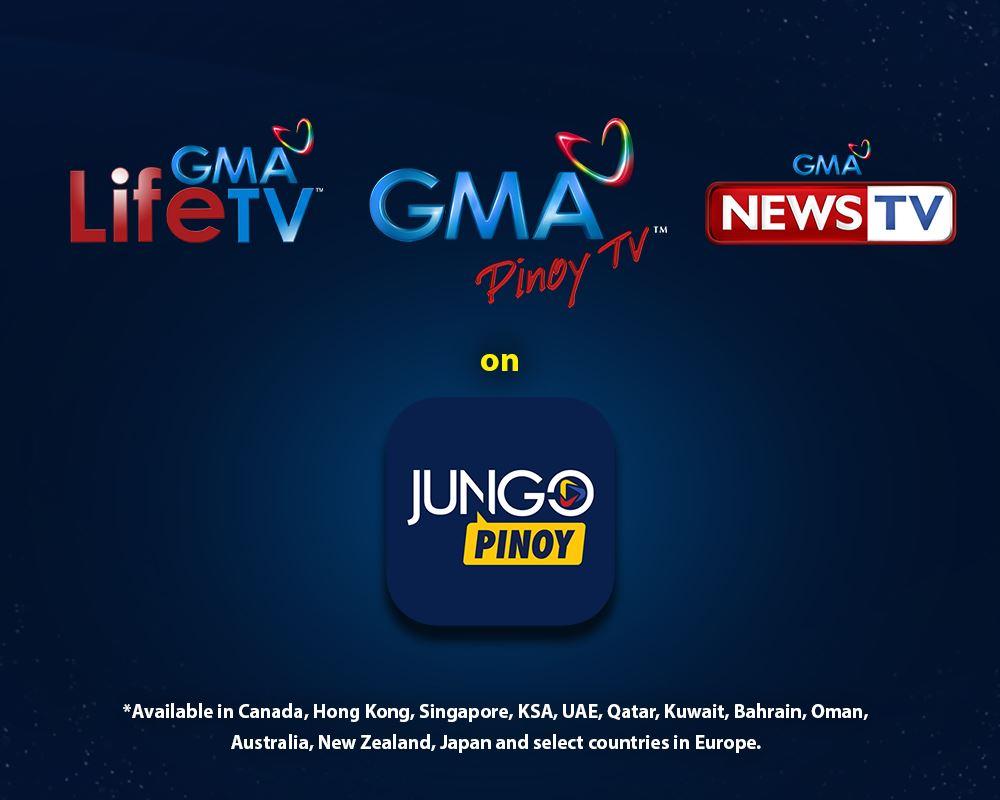 GMA
LifeTV™
GMA
Pinoy TV™
GMA
NEWS TV
on
JUNGO
PINOY
*Available in Canada, Hong Kong, Singapore, KSA, UAE, Qatar, Kuwait, Bahrain, Oman,
Australia, New Zealand, Japan and select countries in Europe.